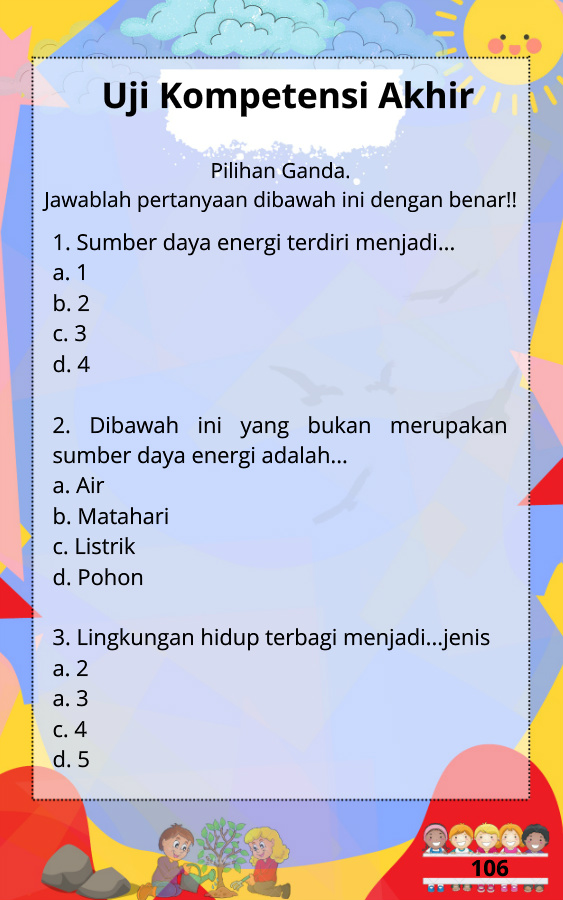 Uji Kompetensi Akhir
Pilihan Ganda.
Jawablah pertanyaan dibawah ini dengan benar!!
1. Sumber daya energi terdiri menjadi...
a. 1
b. 2
c. 3
d. 4
2. Dibawah ini yang bukan merupakan
sumber daya energi adalah...
a. Air
b. Matahari
c. Listrik
d. Pohon
3. Lingkungan hidup terbagi menjadi...jenis
a. 2
a. 3
c. 4
d. 5
106